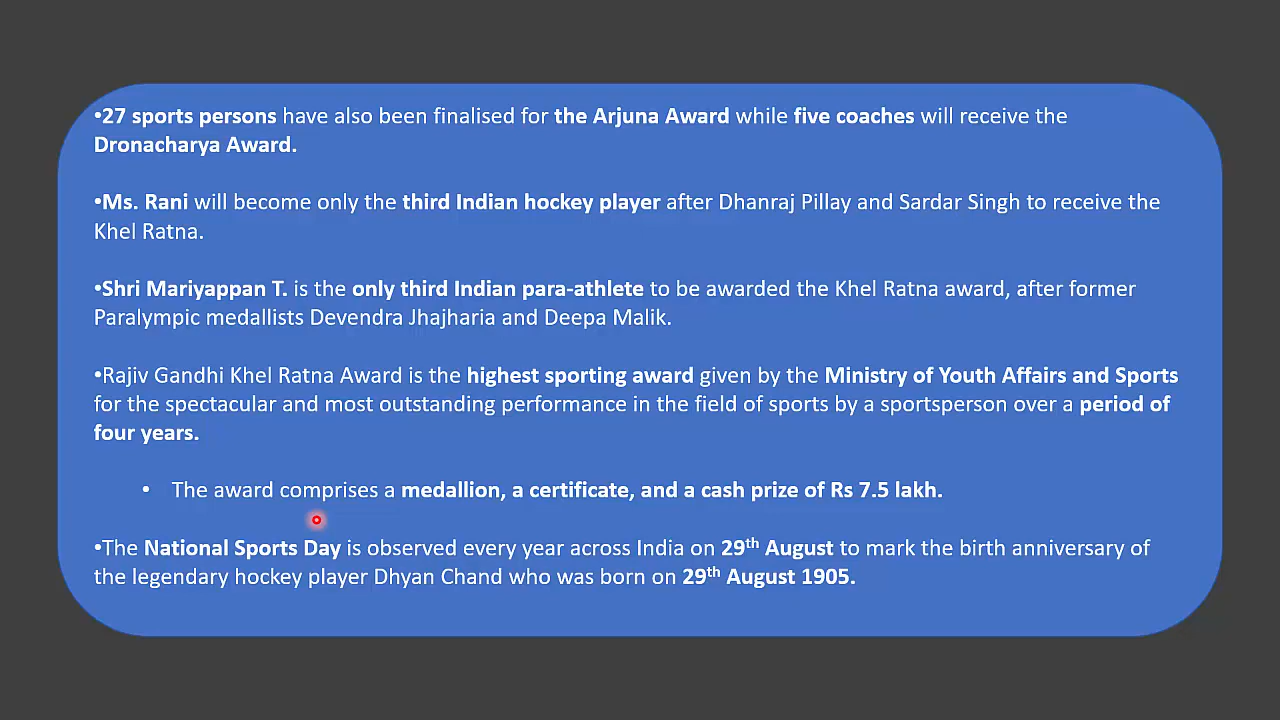 •27 sports persons have also been finalised for the Arjuna Award while five coaches will receive the
Dronacharya Award.
•Ms. Rani will become only the third Indian hockey player after Dhanraj Pillay and Sardar Singh to receive the
Khel Ratna.
•Shri Mariyappan T. is the only third Indian para-athlete to be awarded the Khel Ratna award, after former
Paralympic medallists Devendra Jhajharia and Deepa Malik.
•Rajiv Gandhi Khel Ratna Award is the highest sporting award given by the Ministry of Youth Affairs and Sports
for the spectacular and most outstanding performance in the field of sports by a sportsperson over a period of
four years.
• The award comprises a medallion, a certificate, and a cash prize of Rs 7.5 lakh.
•The National Sports Day is observed every year across India on 29th August to mark the birth anniversary of
the legendary hockey player Dhyan Chand who was born on 29th August 1905.